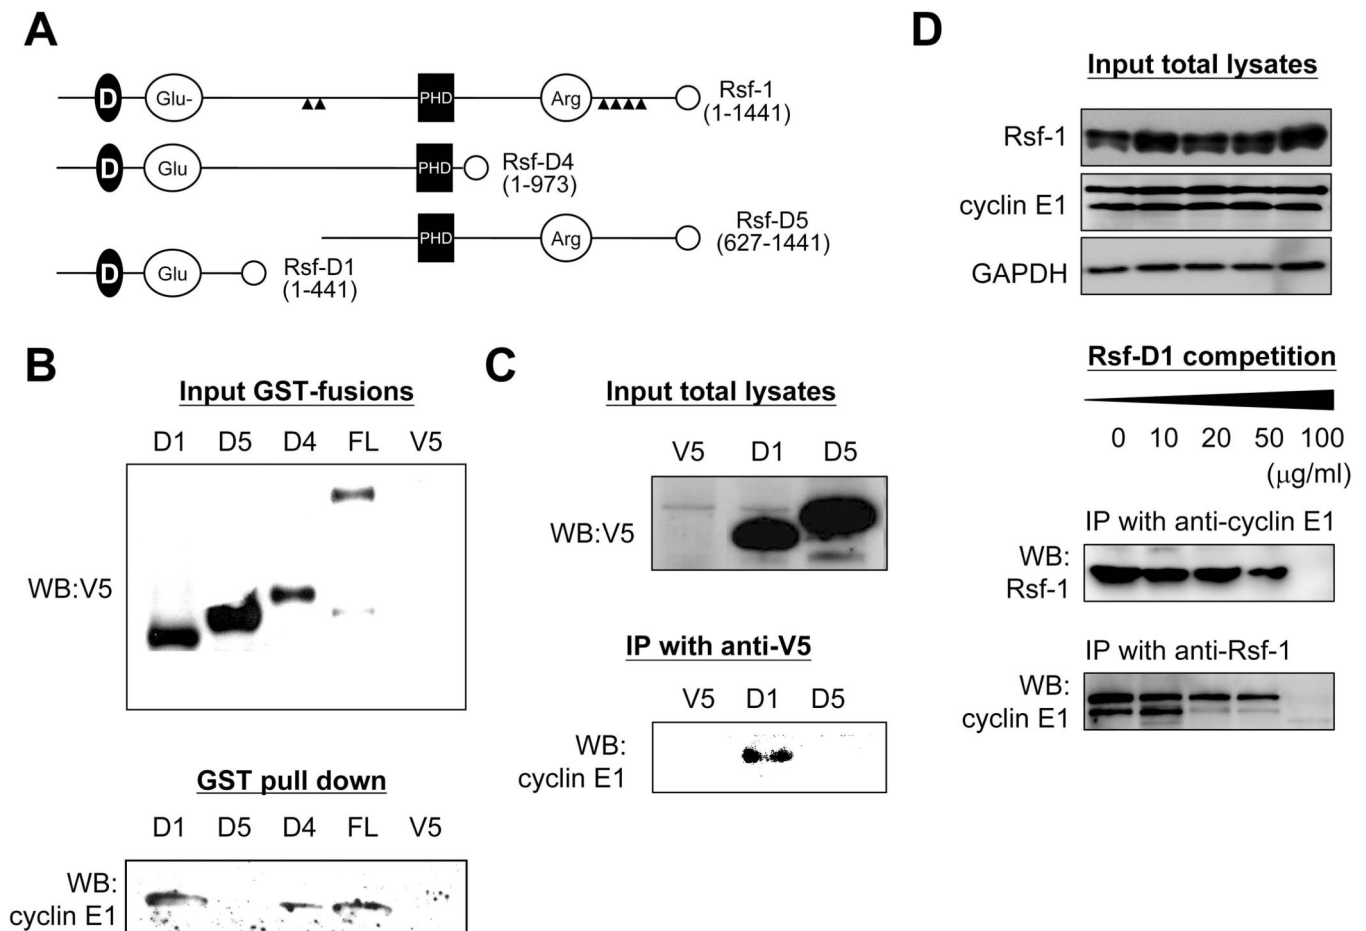 A
D Glu- PHD Arg Rsf-1
(1-1441)
D Glu PHD Rsf-D4
(1-973)
PHD Arg Rsf-D5
(627-1441)
D Glu Rsf-D1
(1-441)
B
Input GST-fusions
D1 D5 D4 FL V5
WB:V5
GST pull down
D1 D5 D4 FL V5
WB:
cyclin E1
C
Input total lysates
V5 D1 D5
WB:V5
IP with anti-V5
V5 D1 D5
WB:
cyclin E1
D
Input total lysates
Rsf-1
cyclin E1
GAPDH
Rsf-D1 competition
0 10 20 50 100
(μg/ml)
IP with anti-cyclin E1
WB:
Rsf-1
IP with anti-Rsf-1
WB:
cyclin E1